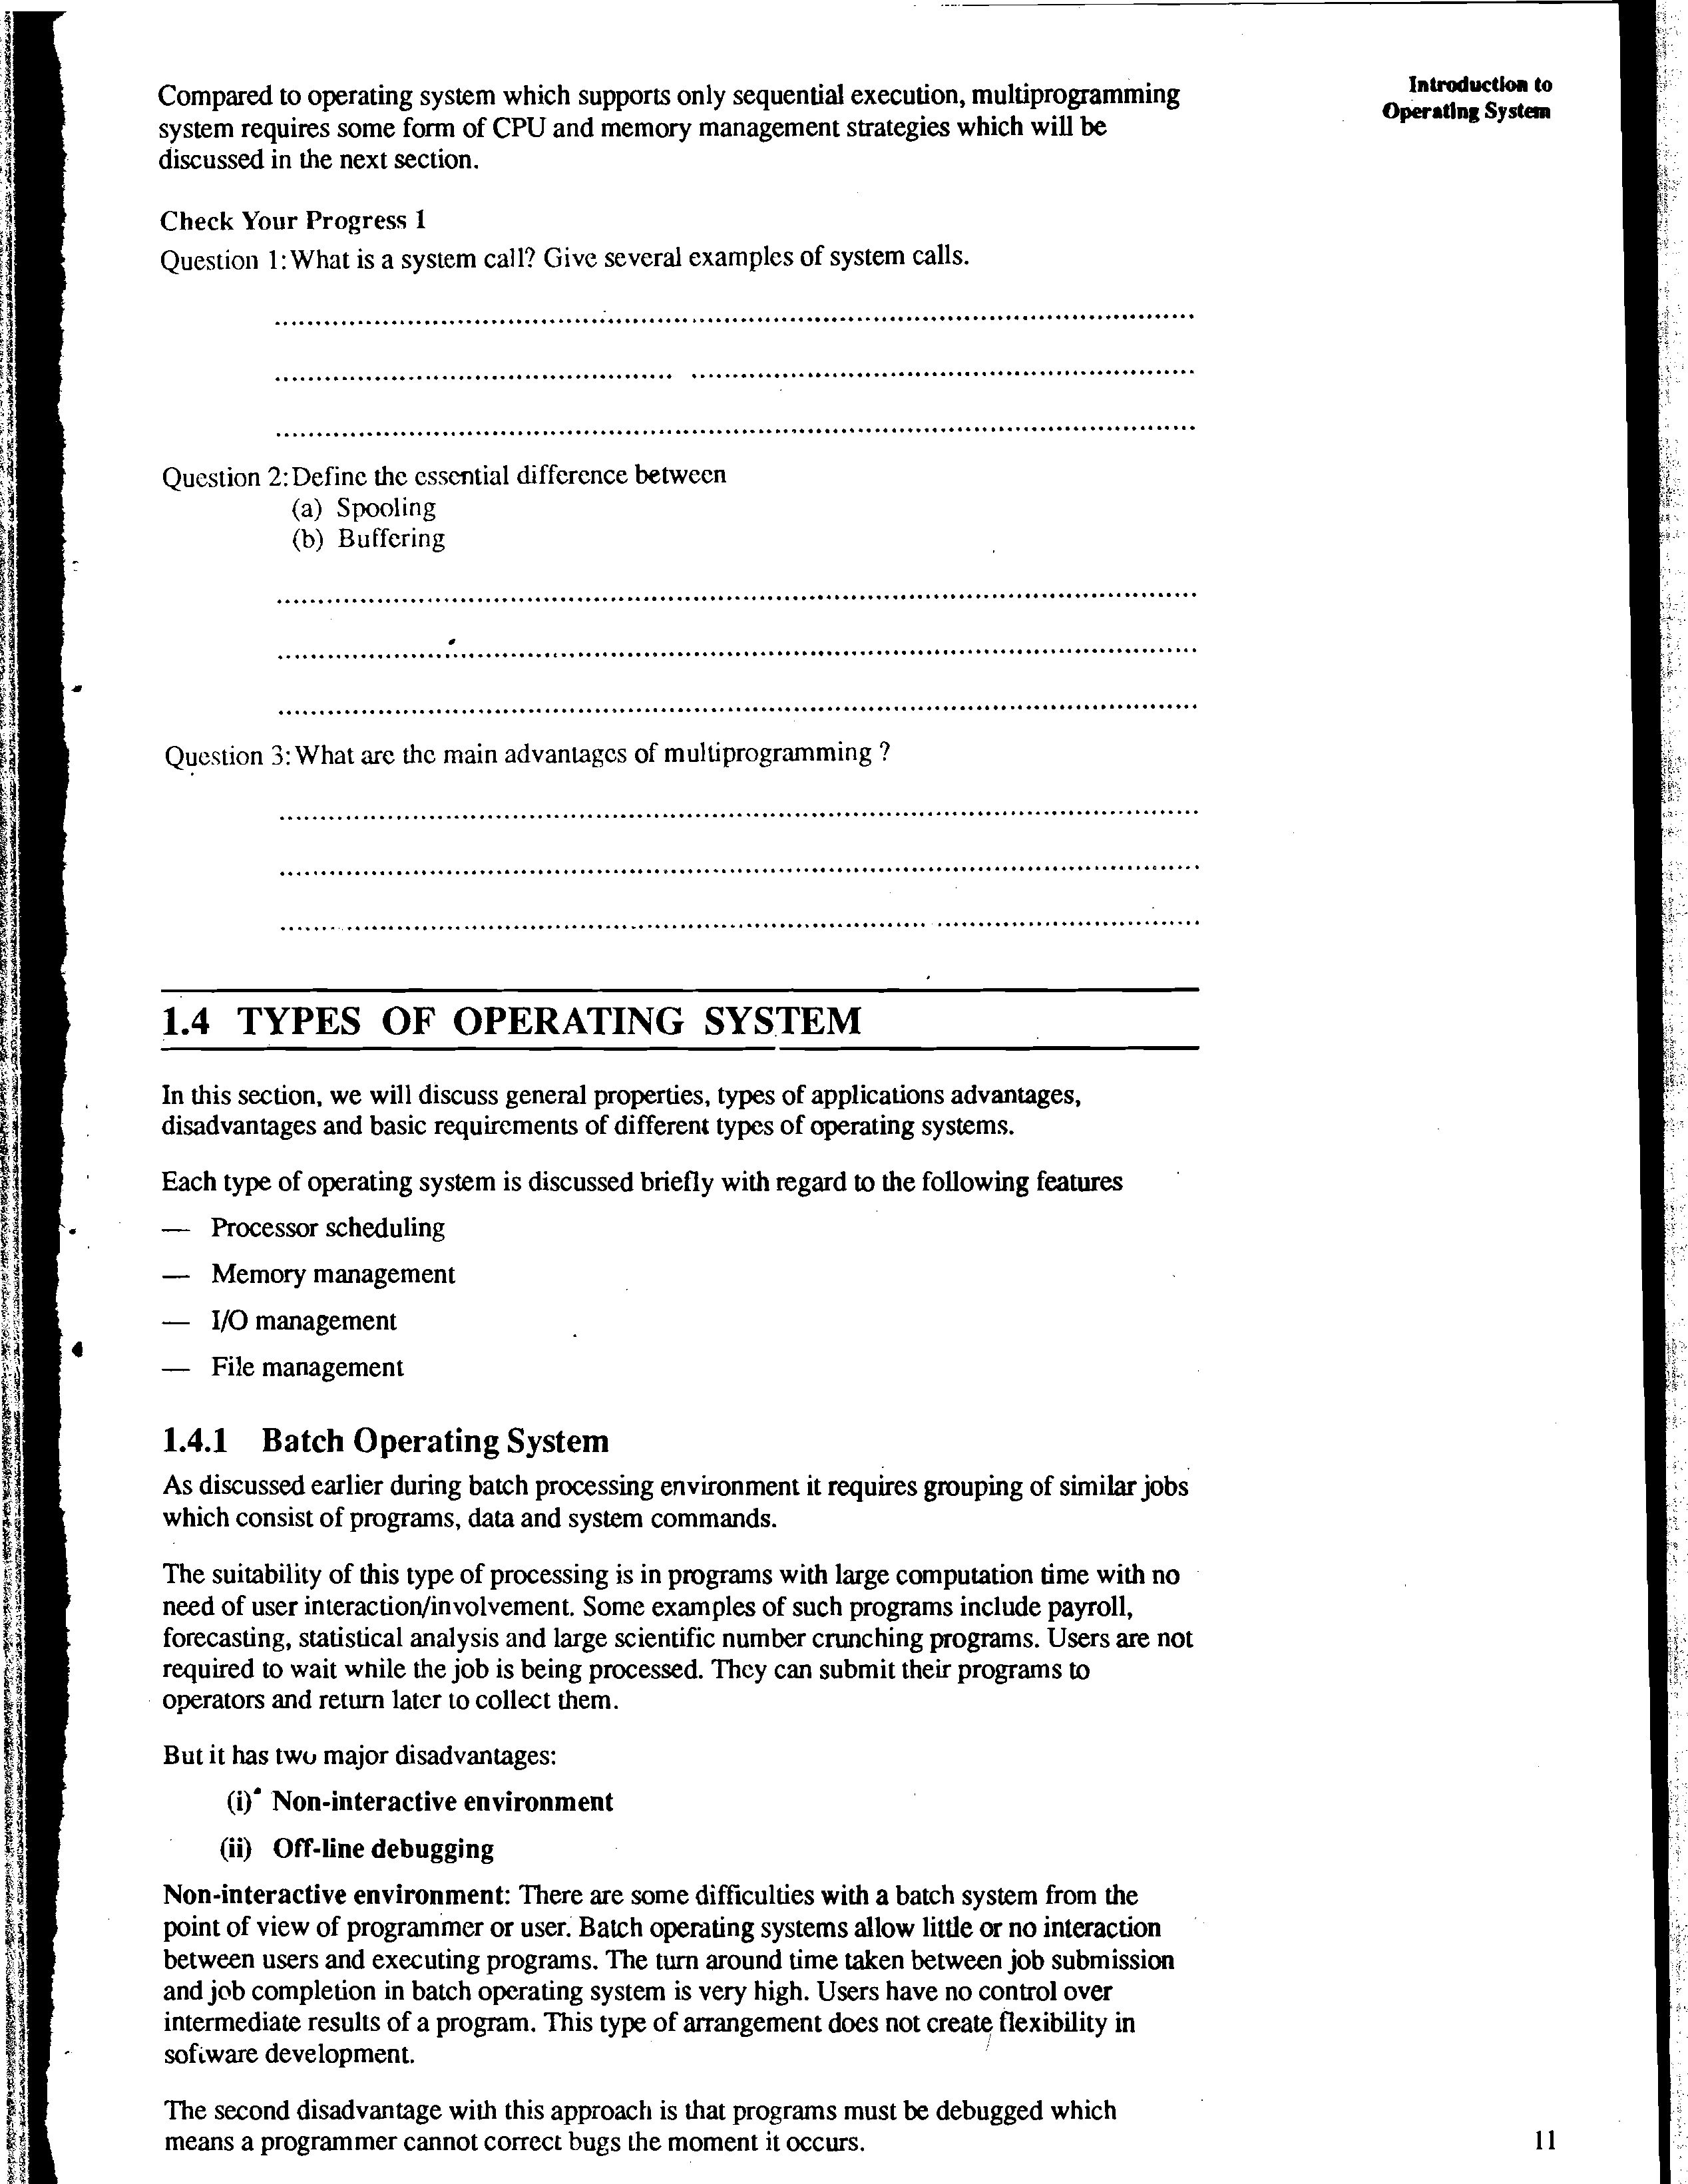 Introduction to
Operating System
Compared to operating system which supports only sequential execution, multiprogramming
system requires some form of CPU and memory management strategies which will be
discussed in the next section.
Check Your Progress 1
Question 1: What is a system call? Give several examples of system calls.
Question 2: Define the essential difference between
(a) Spooling
(b) Buffering
Question 3: What are the main advantages of multiprogramming ?
1.4 TYPES OF OPERATING SYSTEM
In this section, we will discuss general properties, types of applications advantages,
disadvantages and basic requirements of different types of operating systems.
Each type of operating system is discussed briefly with regard to the following features
— Processor scheduling
— Memory management
— I/O management
— File management
1.4.1 Batch Operating System
As discussed earlier during batch processing environment it requires grouping of similar jobs
which consist of programs, data and system commands.
The suitability of this type of processing is in programs with large computation time with no
need of user interaction/involvement. Some examples of such programs include payroll,
forecasting, statistical analysis and large scientific number crunching programs. Users are not
required to wait while the job is being processed. They can submit their programs to
operators and return later to collect them.
But it has two major disadvantages:
(i) Non-interactive environment
(ii) Off-line debugging
Non-interactive environment: There are some difficulties with a batch system from the
point of view of programmer or user. Batch operating systems allow little or no interaction
between users and executing programs. The turn around time taken between job submission
and job completion in batch operating system is very high. Users have no control over
intermediate results of a program. This type of arrangement does not create flexibility in
software development.
The second disadvantage with this approach is that programs must be debugged which
means a programmer cannot correct bugs the moment it occurs.
11